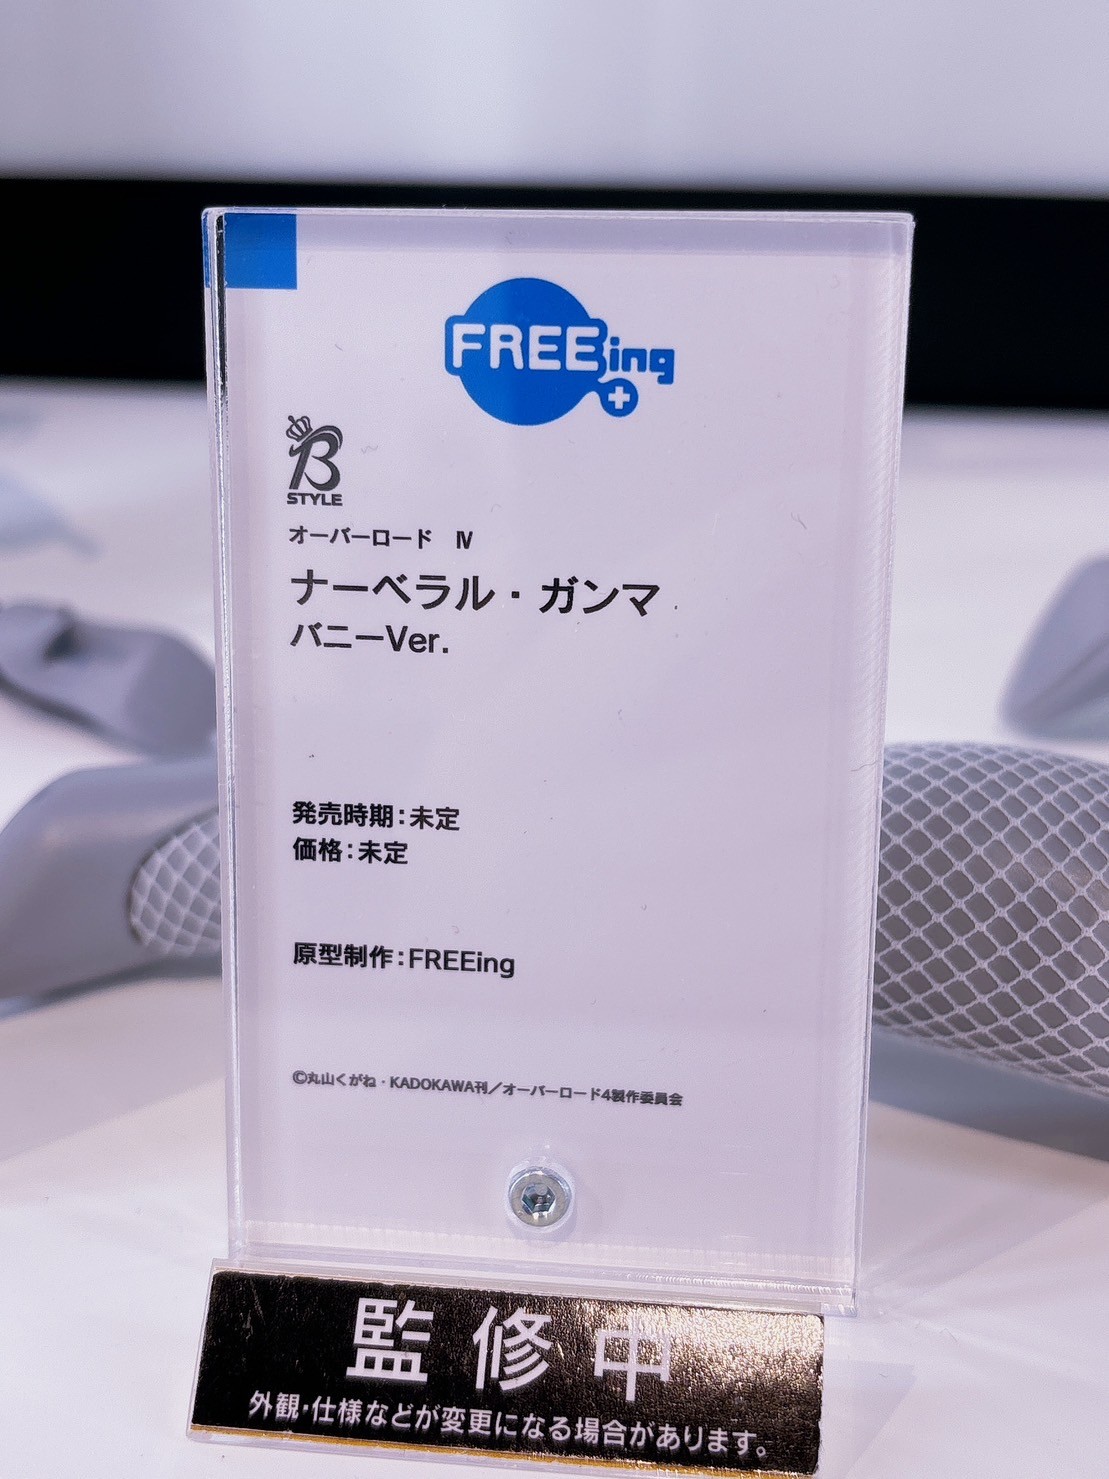 FREEing
B
STYLE
オーバーロード Ⅳ
ナーベラル・ガンマ
バニーVer.
発売時期：未定
価格：未定
原型制作：FREEing
©丸山くがね・KADOKAWA刊／オーバーロード4製作委員会
監修中
外観・仕様などが変更になる場合があります。